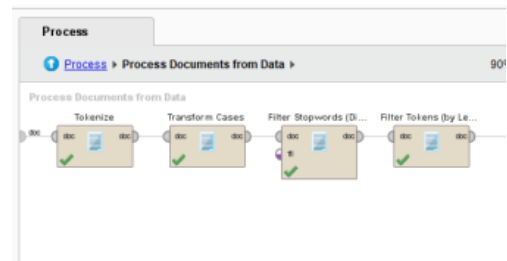 Process
Process ▸ Process Documents from Data ▸ 90%
Process Documents from Data
Tokenize Transform Cases Filter Stopwords (Di... Filter Tokens (by Le...
doc doc doc doc doc doc doc doc doc